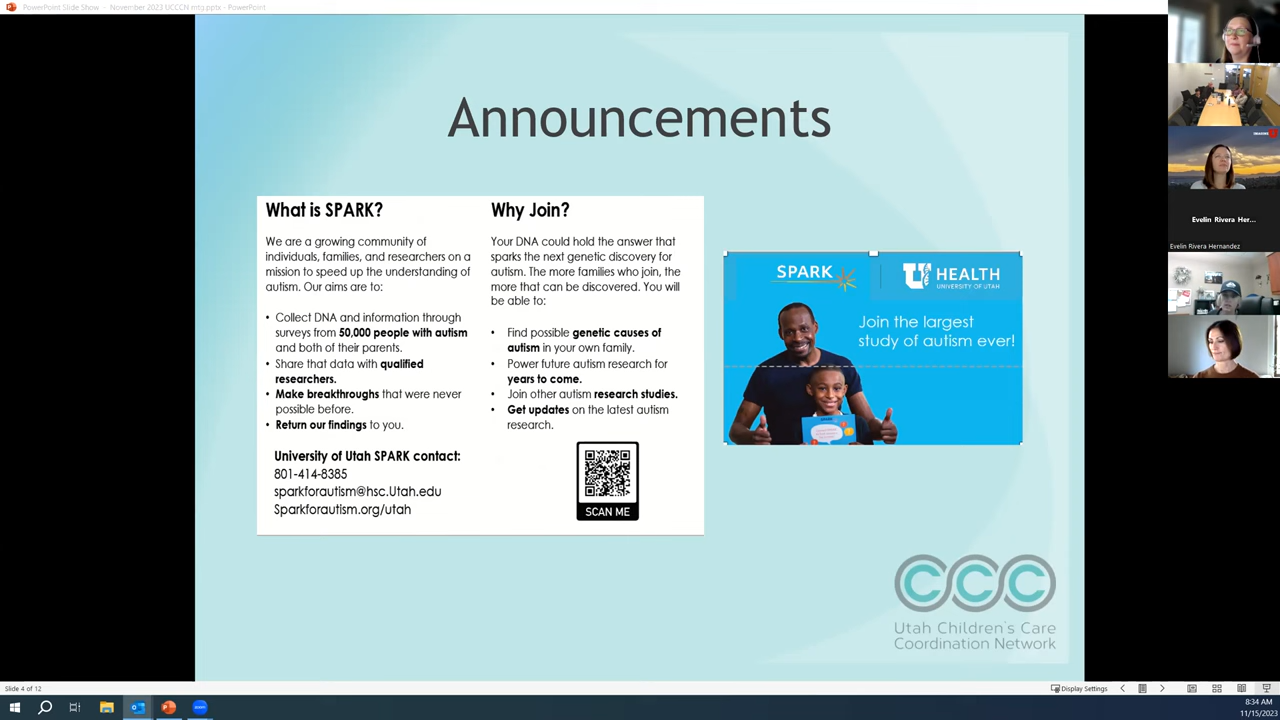 PowerPoint Slide Show - November 2023 UCCCN mtg.pptx - PowerPoint
Announcements
What is SPARK?
We are a growing community of
individuals, families, and researchers on a
mission to speed up the understanding of
autism. Our aims are to:
• Collect DNA and information through
surveys from 50,000 people with autism
and both of their parents.
• Share that data with qualified
researchers.
• Make breakthroughs that were never
possible before.
• Return our findings to you.
University of Utah SPARK contact:
801-414-8385
sparkforautism@hsc.Utah.edu
Sparkforautism.org/utah
Why Join?
Your DNA could hold the answer that
sparks the next genetic discovery for
autism. The more families who join, the
more that can be discovered. You will
be able to:
• Find possible genetic causes of
autism in your own family.
• Power future autism research for
years to come.
• Join other autism research studies.
• Get updates on the latest autism
research.
SCAN ME
SPARK
U HEALTH
UNIVERSITY OF UTAH
Join the largest
study of autism ever!
CCC
Utah Children's Care
Coordination Network
Evelin Rivera Her...
Evelin Rivera Hernandez
Slide 4 of 12
Display Settings
8:34 AM
11/15/2023